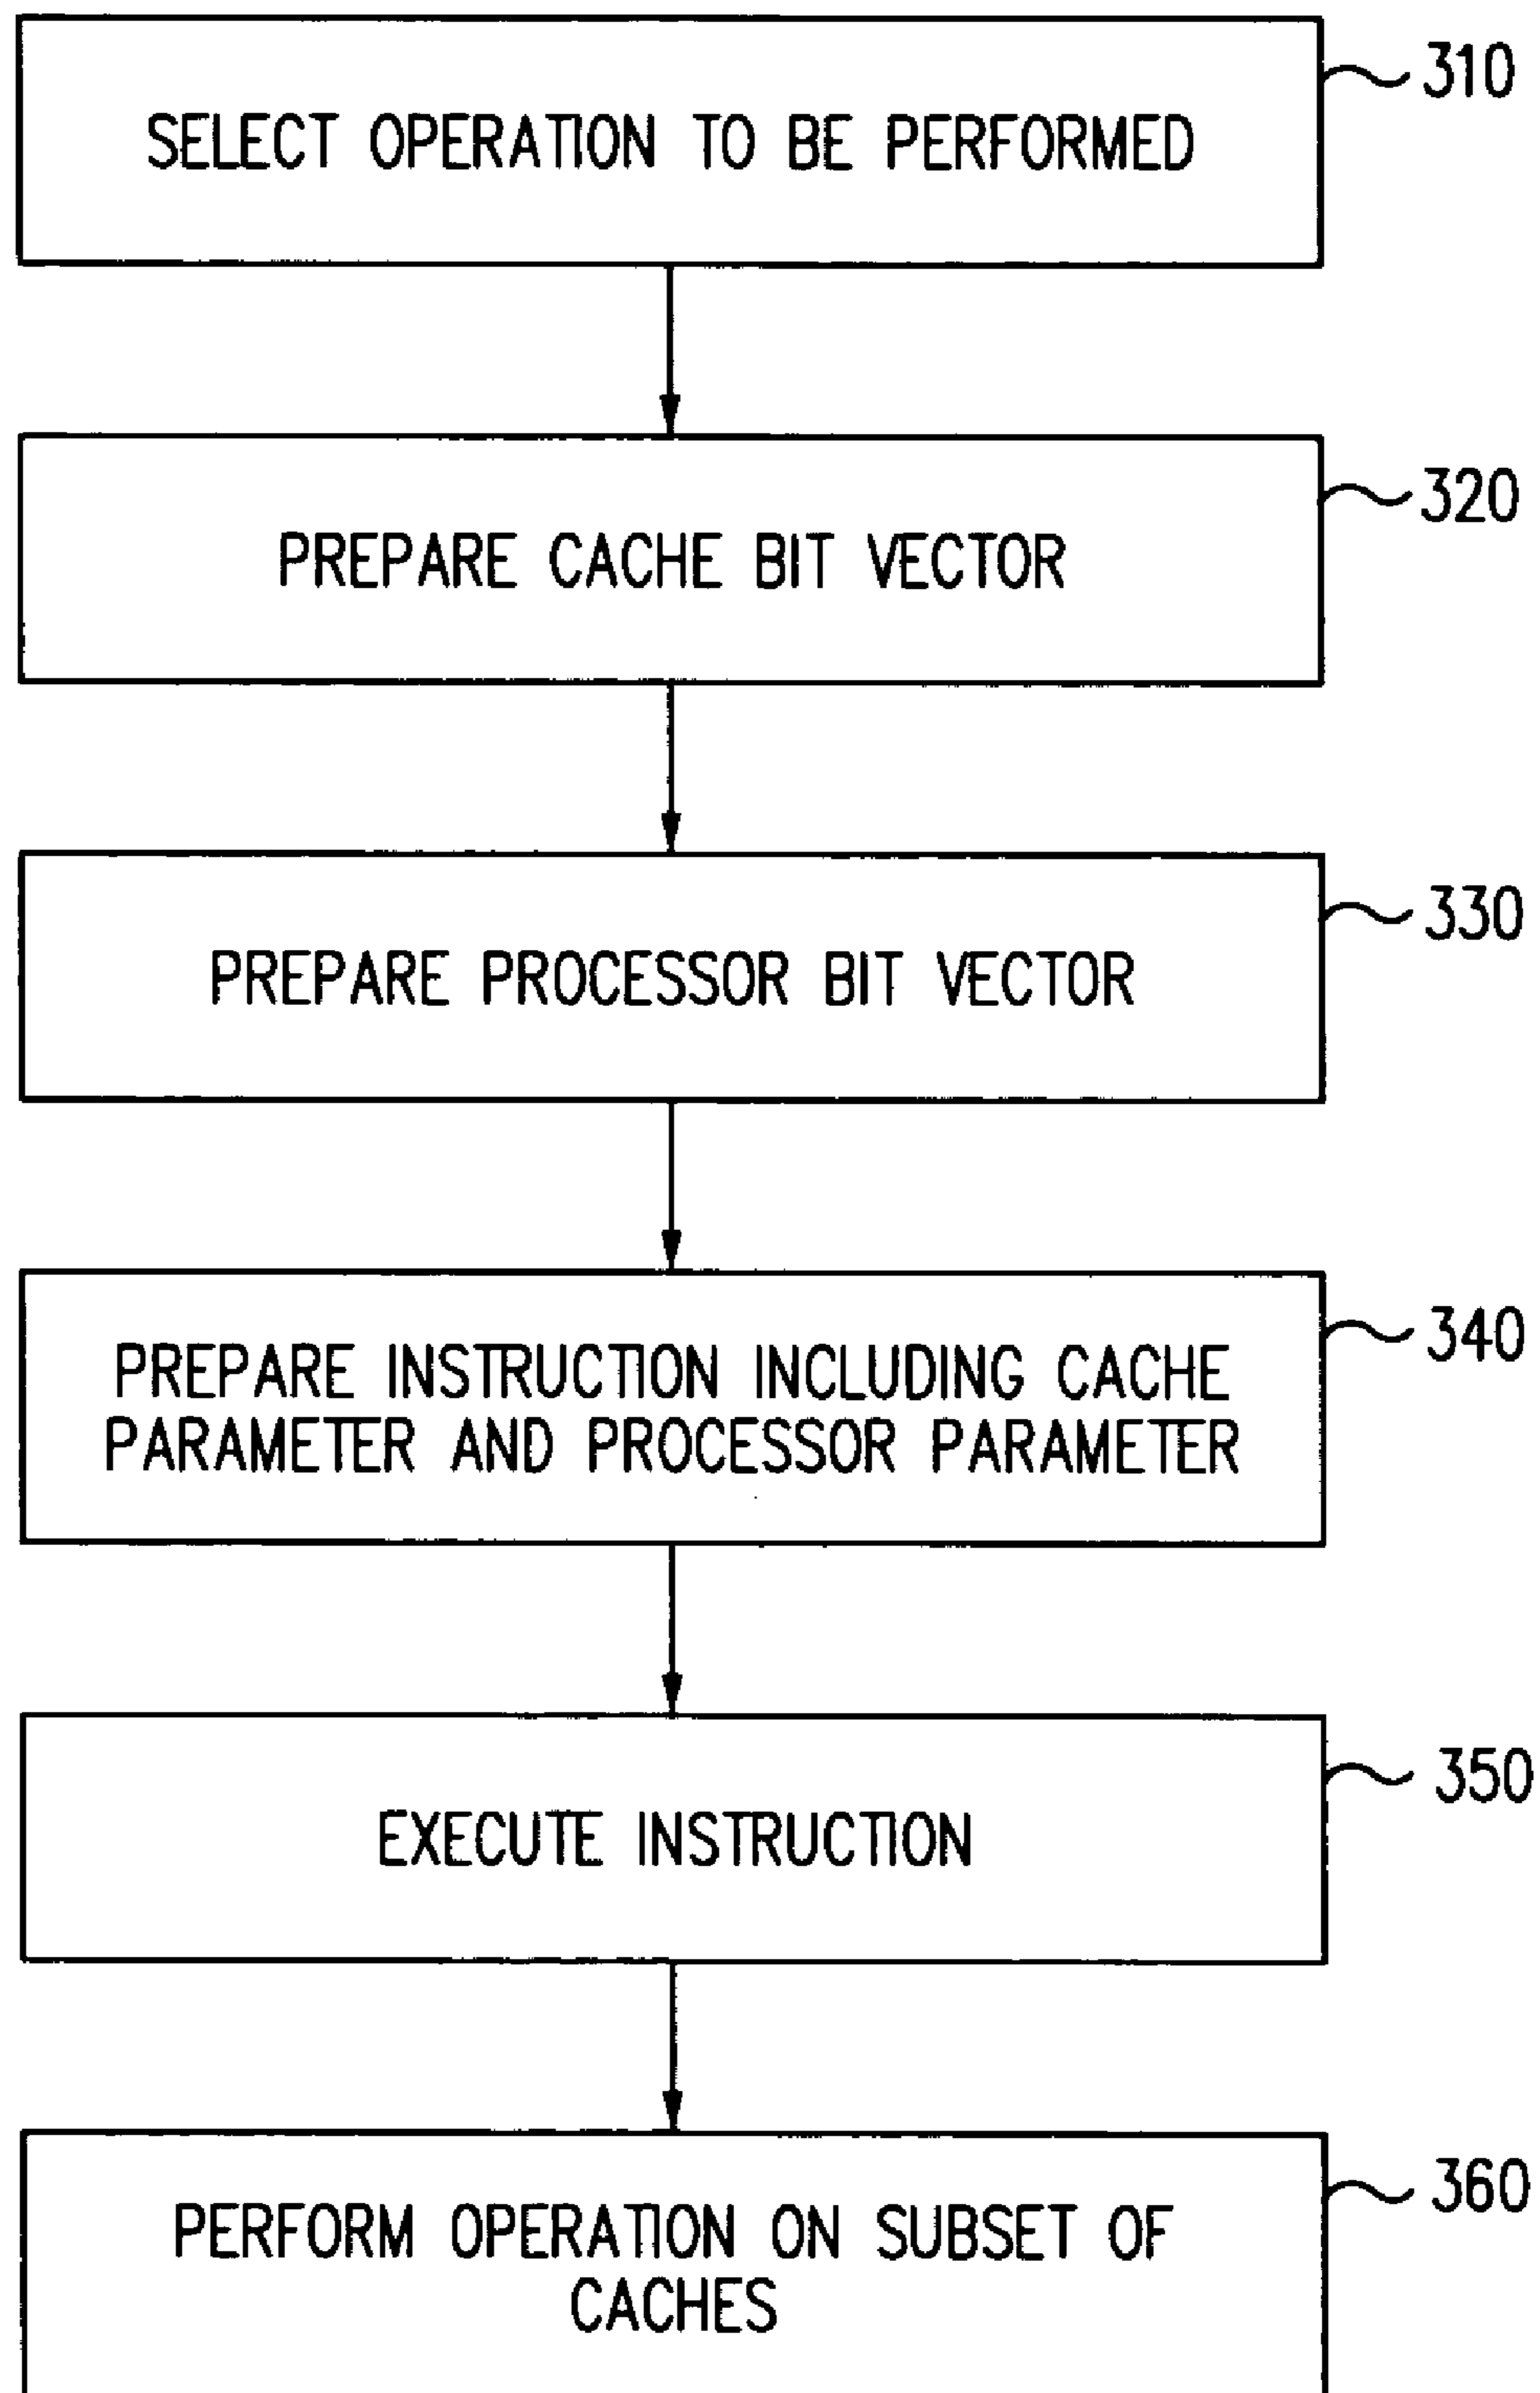 SELECT OPERATION TO BE PERFORMED
310
PREPARE CACHE BIT VECTOR
320
PREPARE PROCESSOR BIT VECTOR
330
PREPARE INSTRUCTION INCLUDING CACHE
PARAMETER AND PROCESSOR PARAMETER
340
EXECUTE INSTRUCTION
350
PERFORM OPERATION ON SUBSET OF
CACHES
360